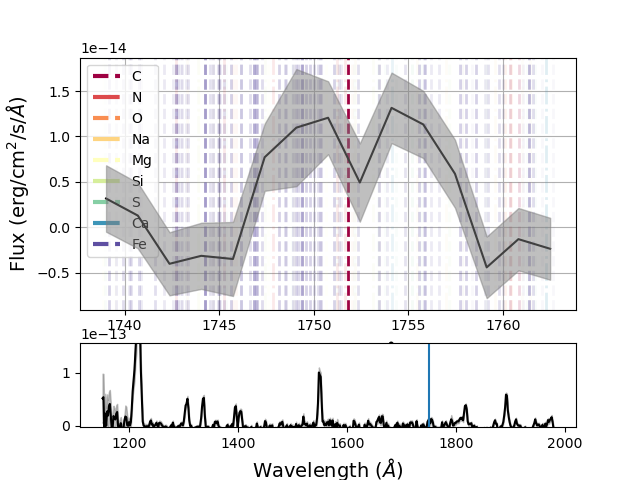 1e−14
Flux (erg/cm²/s/Å)
1.5
1.0
0.5
0.0
−0.5
C
N
O
Na
Mg
Si
S
Ca
Fe
1740 1745 1750 1755 1760
1e−13
1
0
1200 1400 1600 1800 2000
Wavelength (Å)